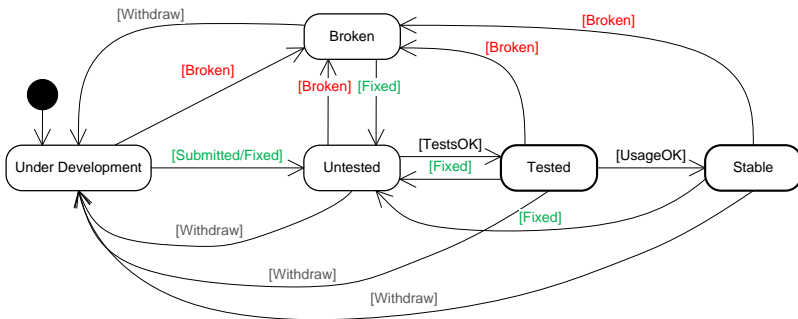 [Withdraw]
[Broken]
Broken
[Broken]
[Broken]
[Broken]
[Fixed]
[TestsOK]
[Submitted/Fixed]
[UsageOK]
Under Development
Untested
[Fixed]
Tested
Stable
[Fixed]
[Withdraw]
[Withdraw]
[Withdraw]